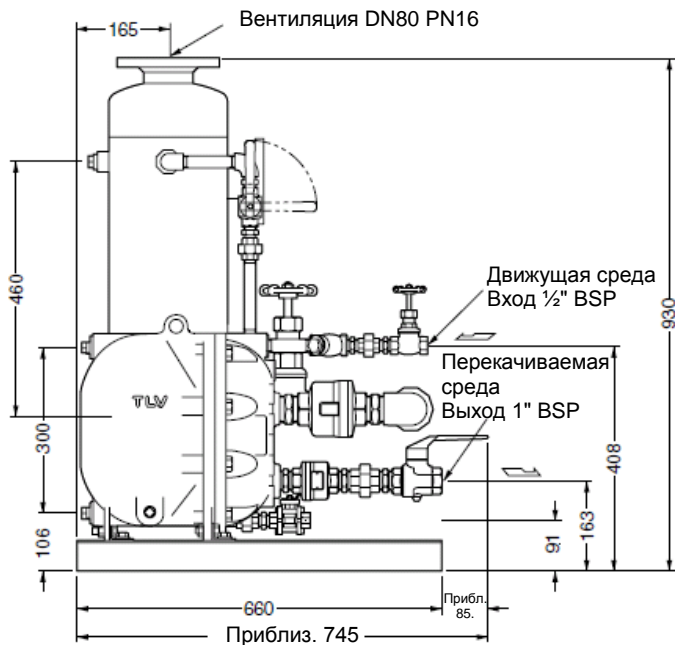 165
Вентиляция DN80 PN16
460
930
Движущая среда
Вход ½" BSP
Перекачиваемая
среда
Выход 1" BSP
TLV
300
408
106
91
163
660
Прибл.
85.
Приблиз. 745